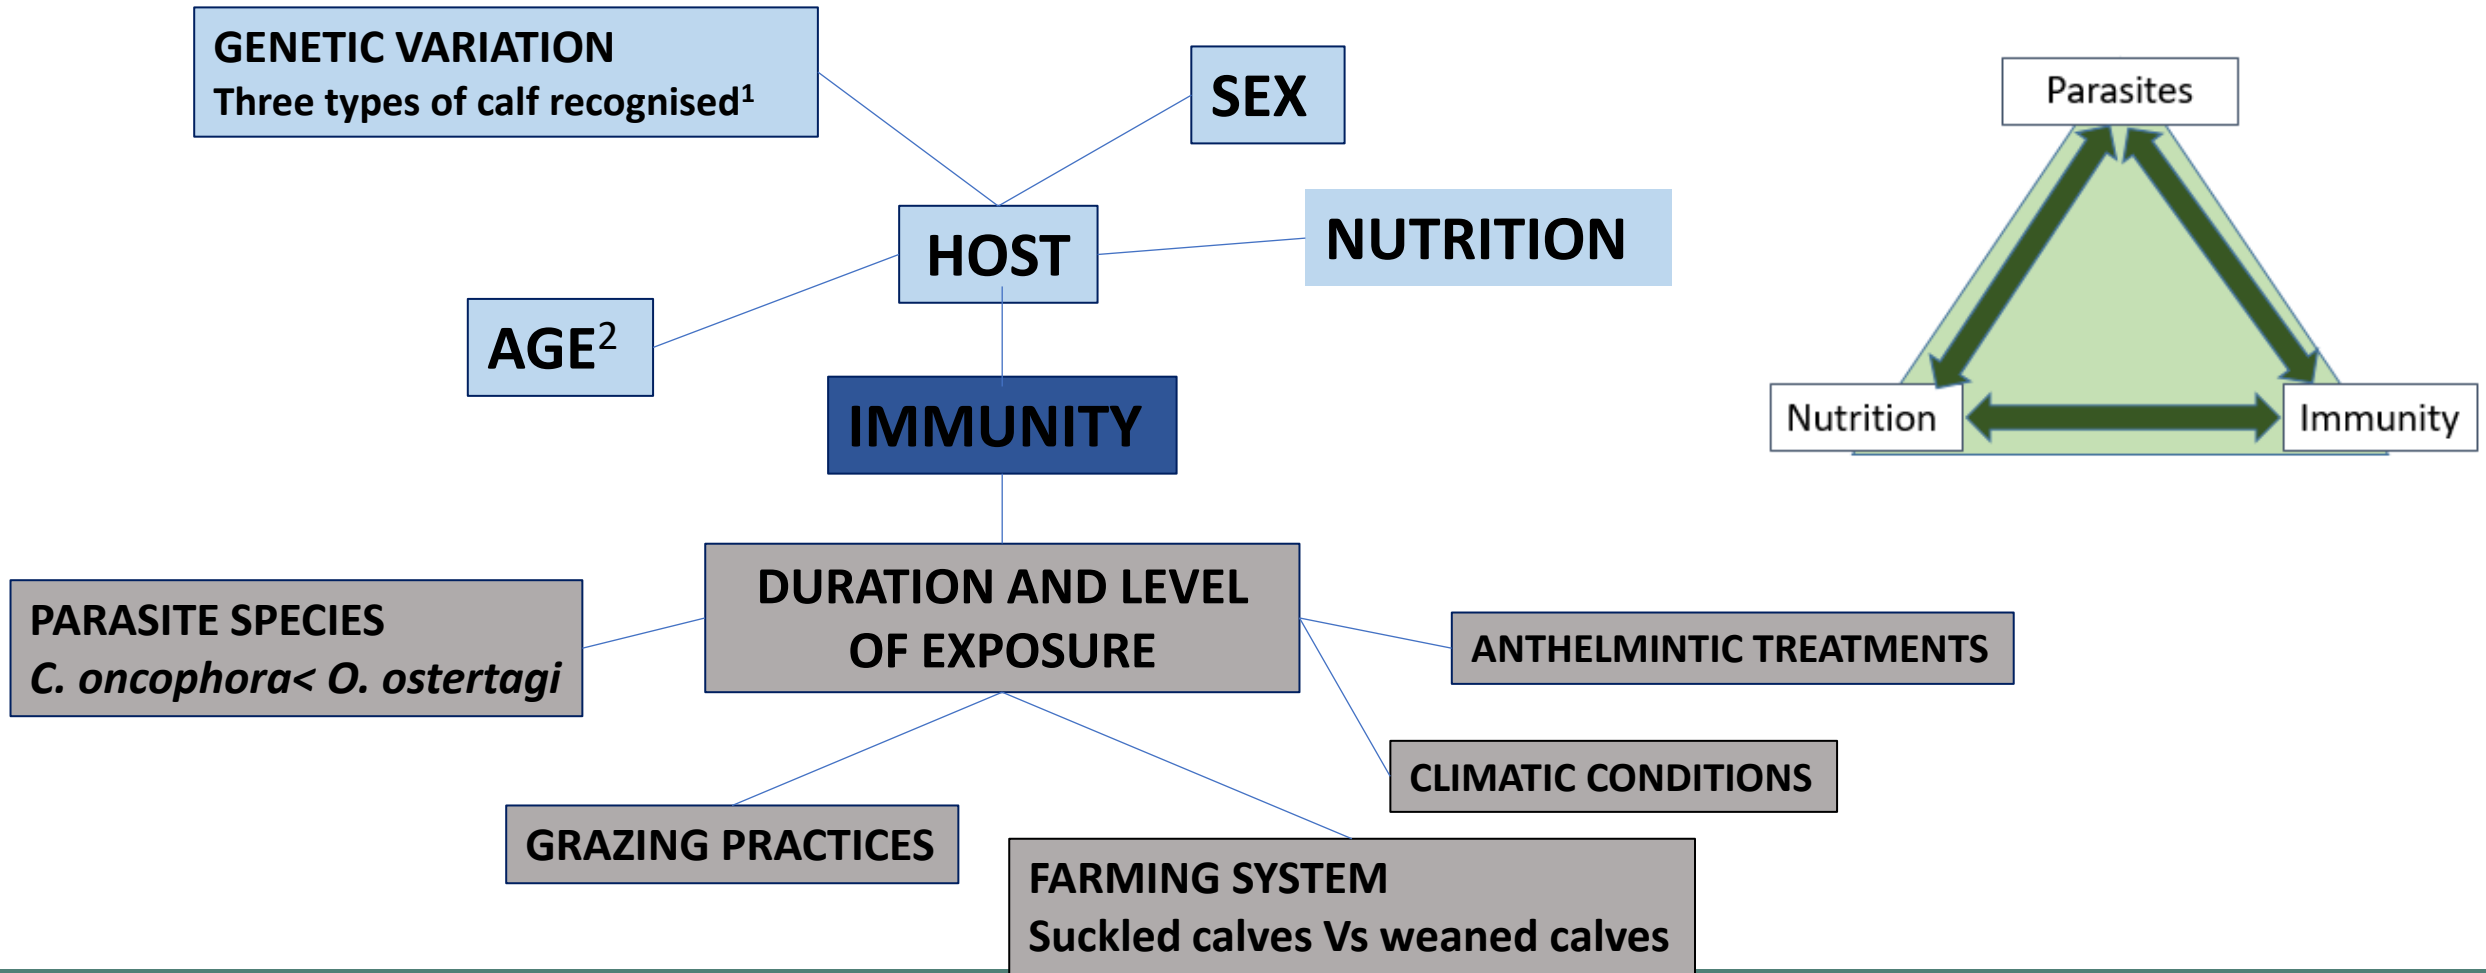 GENETIC VARIATION
Three types of calf recognised¹
SEX
Parasites
HOST
NUTRITION
AGE²
IMMUNITY
Nutrition
Immunity
DURATION AND LEVEL
OF EXPOSURE
PARASITE SPECIES
C. oncophora< O. ostertagi
ANTHELMINTIC TREATMENTS
CLIMATIC CONDITIONS
GRAZING PRACTICES
FARMING SYSTEM
Suckled calves Vs weaned calves